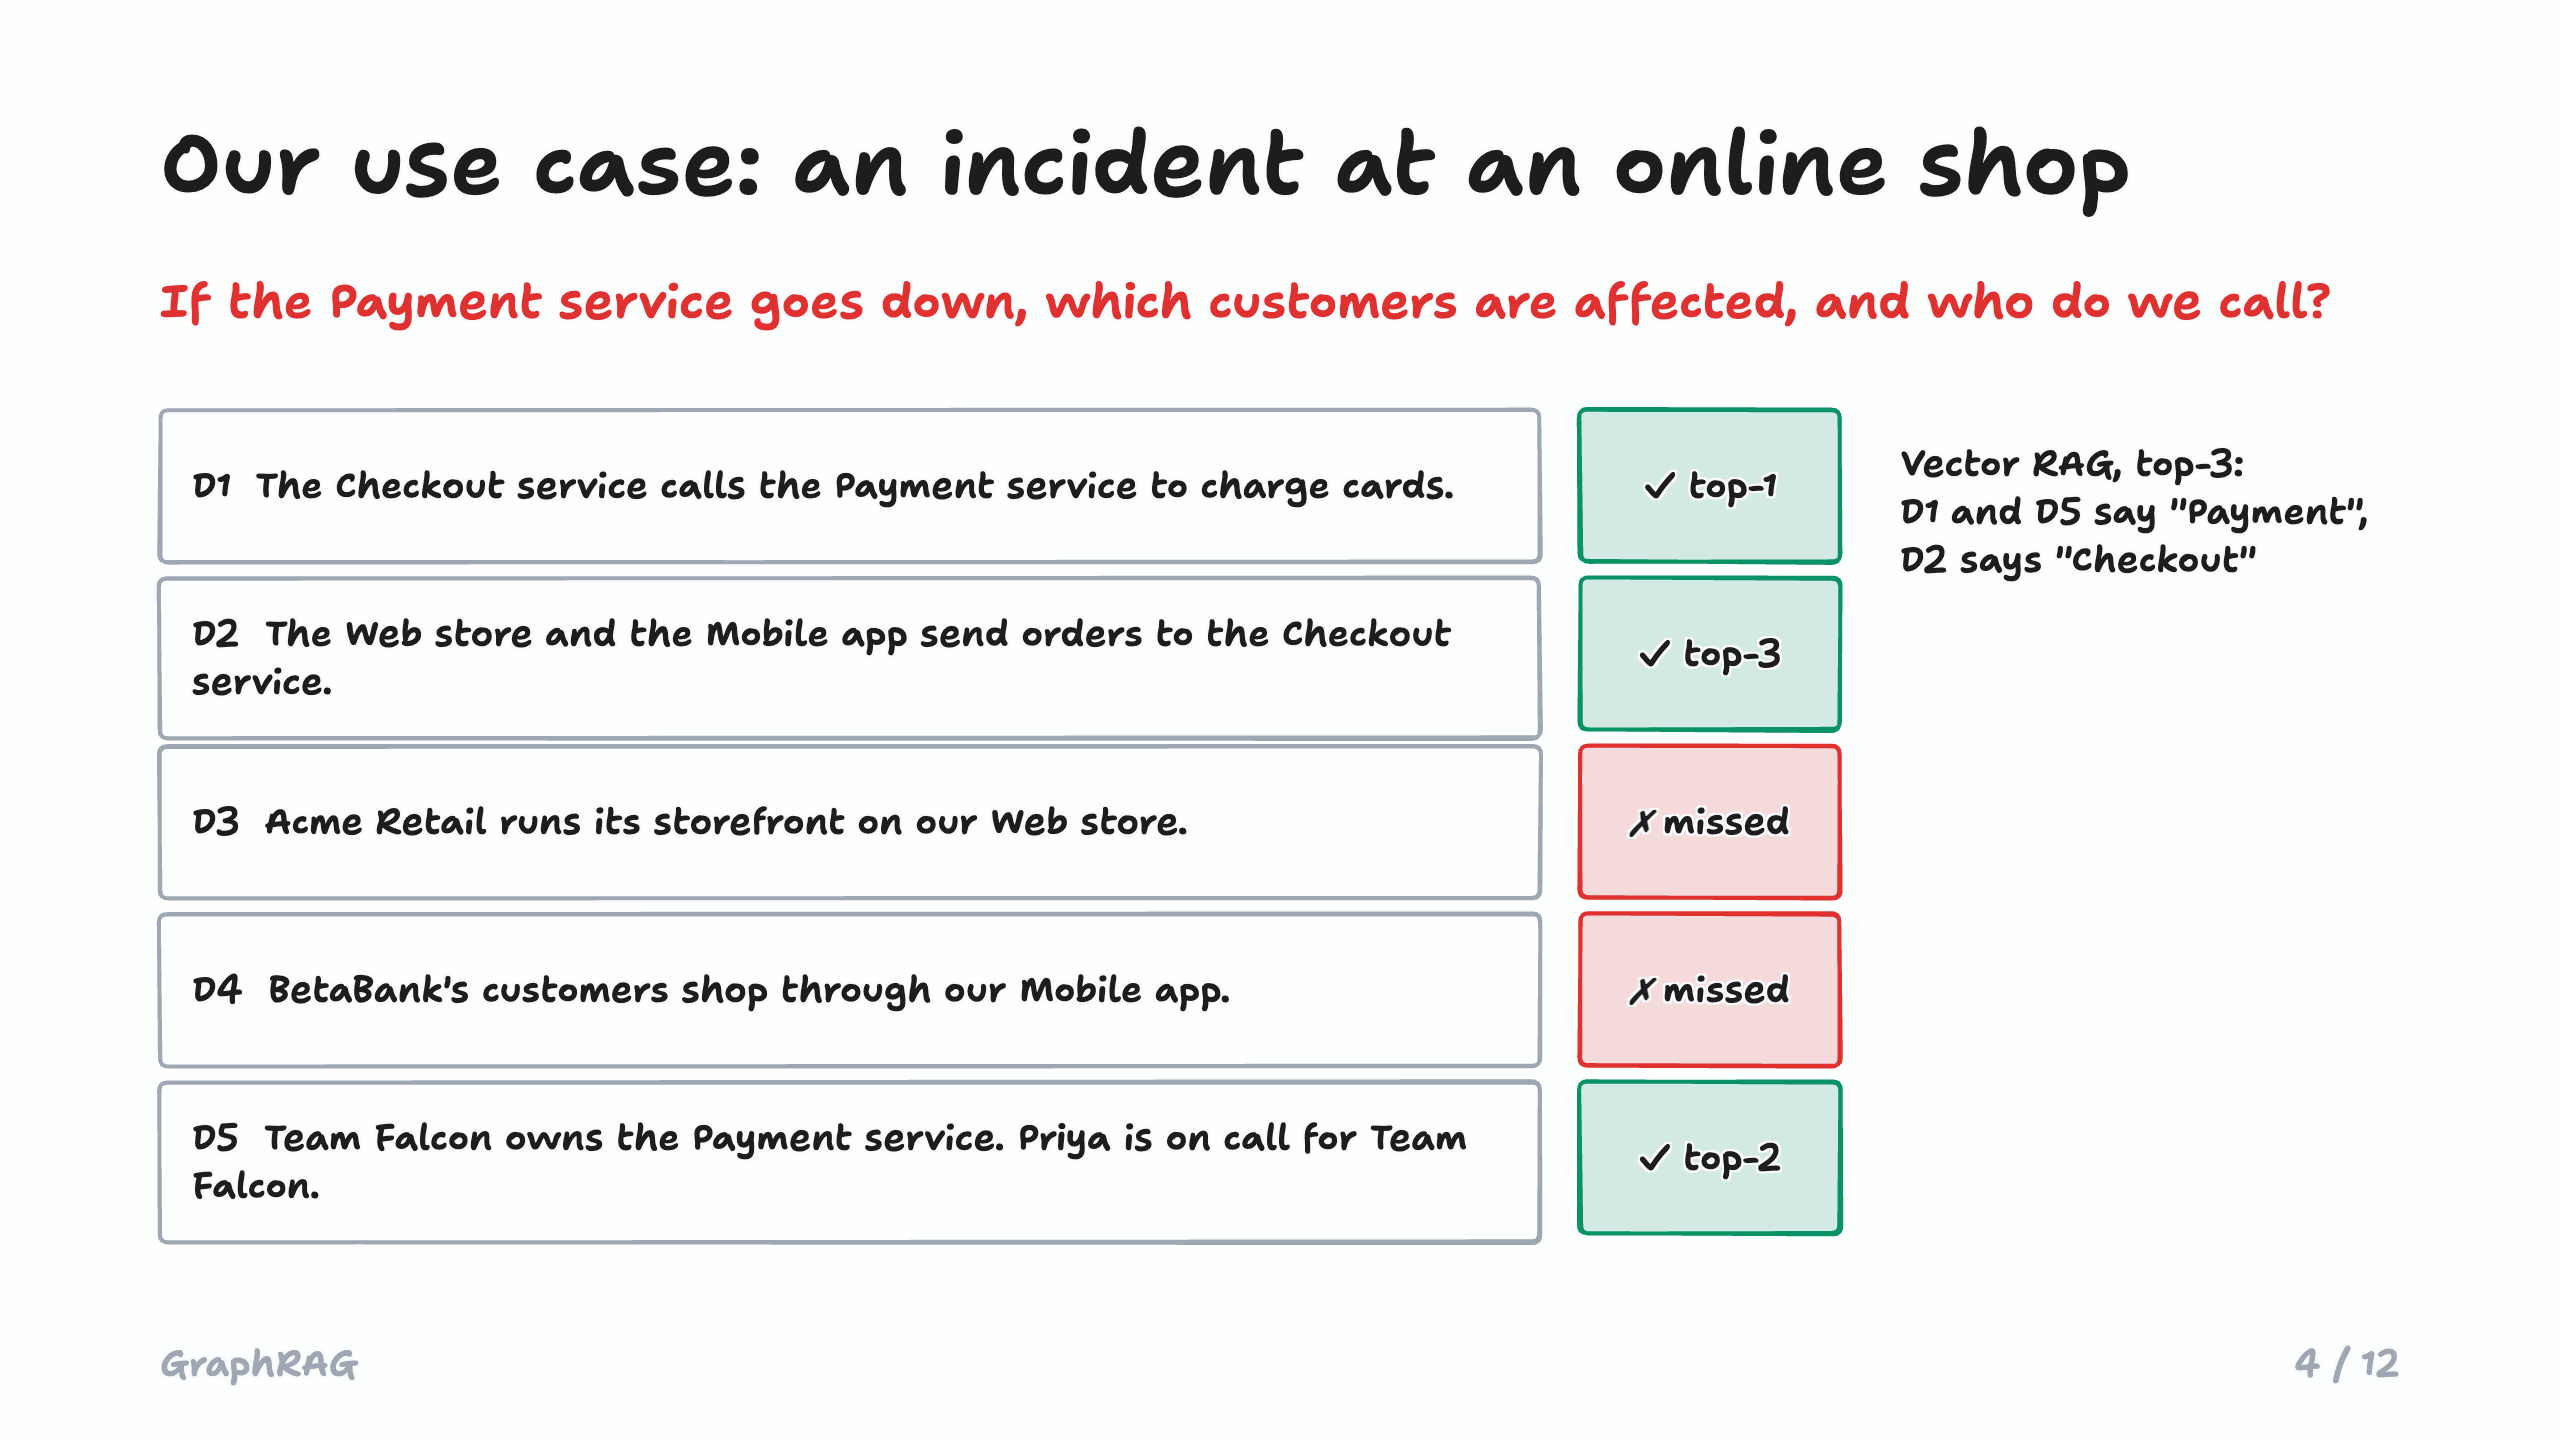 Our use case: an incident at an online shop
If the Payment service goes down, which customers are affected, and who do we call?
D1 The Checkout service calls the Payment service to charge cards.
✓ top-1
D2 The Web store and the Mobile app send orders to the Checkout
service.
✓ top-3
D3 Acme Retail runs its storefront on our Web store.
✗ missed
D4 BetaBank's customers shop through our Mobile app.
✗ missed
D5 Team Falcon owns the Payment service. Priya is on call for Team
Falcon.
✓ top-2
Vector RAG, top-3:
D1 and D5 say "Payment",
D2 says "Checkout"
GraphRAG
4 / 12